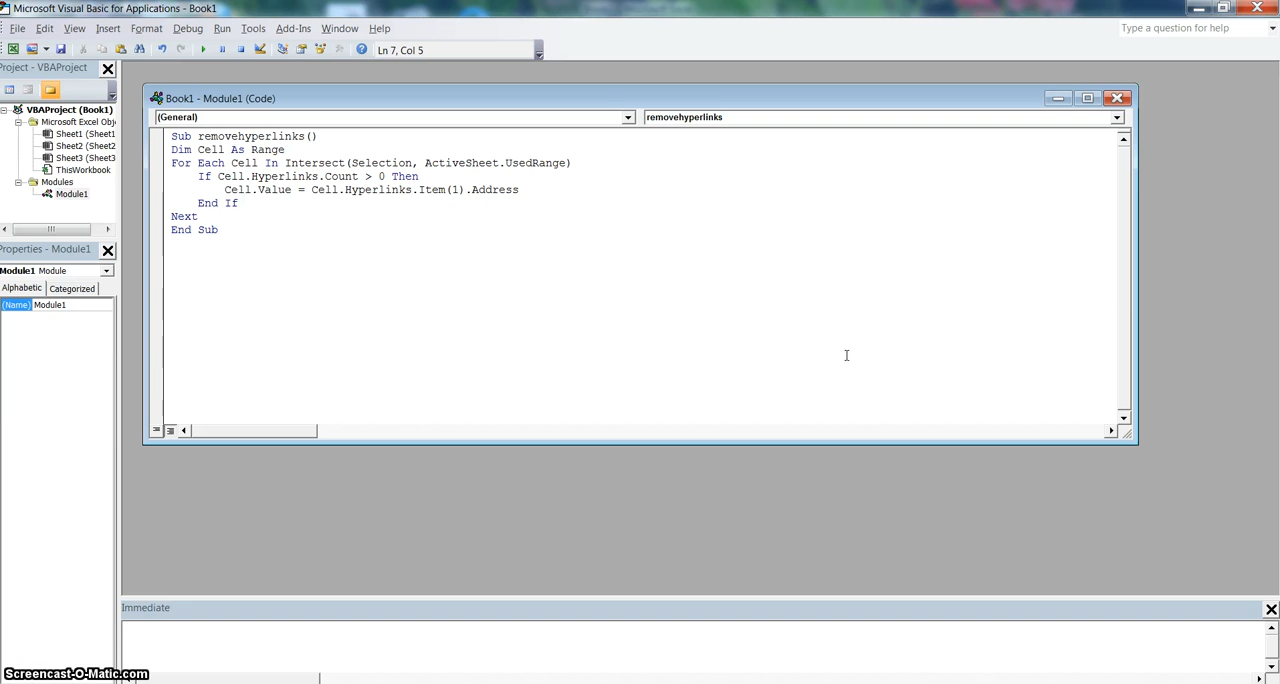 Microsoft Visual Basic for Applications - Book1
File Edit View Insert Format Debug Run Tools Add-Ins Window Help
Type a question for help
Ln 7, Col 5
Project - VBAProject
VBAProject (Book1)
Microsoft Excel Obj
Sheet1 (Sheet1
Sheet2 (Sheet2
Sheet3 (Sheet3
ThisWorkbook
Modules
Module1
Properties - Module1
Module1 Module
Alphabetic Categorized
(Name) Module1
Book1 - Module1 (Code)
(General) removehyperlinks
Sub removehyperlinks()
Dim Cell As Range
For Each Cell In Intersect(Selection, ActiveSheet.UsedRange)
If Cell.Hyperlinks.Count > 0 Then
Cell.Value = Cell.Hyperlinks.Item(1).Address
End If
Next
End Sub
Immediate
Screencast-O-Matic.com